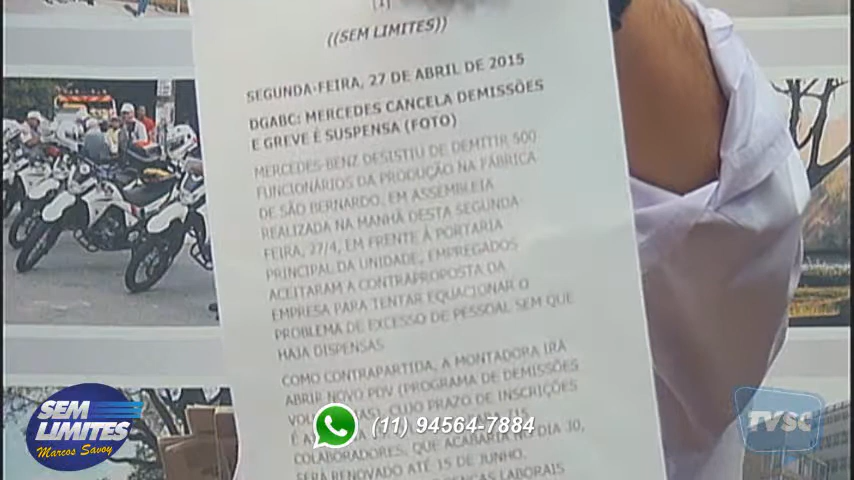 [1]
((SEM LIMITES))
SEGUNDA-FEIRA, 27 DE ABRIL DE 2015
DGABC: MERCEDES CANCELA DEMISSÕES
E GREVE É SUSPENSA (FOTO)
MERCEDES-BENZ DESISTIU DE DEMITIR 500
FUNCIONÁRIOS DA PRODUÇÃO NA FÁBRICA
DE SÃO BERNARDO. EM ASSEMBLEIA
REALIZADA NA MANHÃ DESTA SEGUNDA-
FEIRA, 27/4, EM FRENTE À PORTARIA
PRINCIPAL DA UNIDADE, EMPREGADOS
ACEITARAM A CONTRAPROPOSTA DA
EMPRESA PARA TENTAR EQUACIONAR O
PROBLEMA DE EXCESSO DE PESSOAL SEM QUE
HAJA DISPENSAS
COMO CONTRAPARTIDA, A MONTADORA IRÁ
ABRIR NOVO PDV (PROGRAMA DE DEMISSÕES
PRAZO DE INSCRIÇÕES
COLABORADORES, QUE ACABARIA NO DIA 30,
SERÁ RENOVADO ATÉ 15 DE JUNHO.
LABORAIS
SEM LIMITES
Marcos Savoy
(11) 94564-7884
TVSC